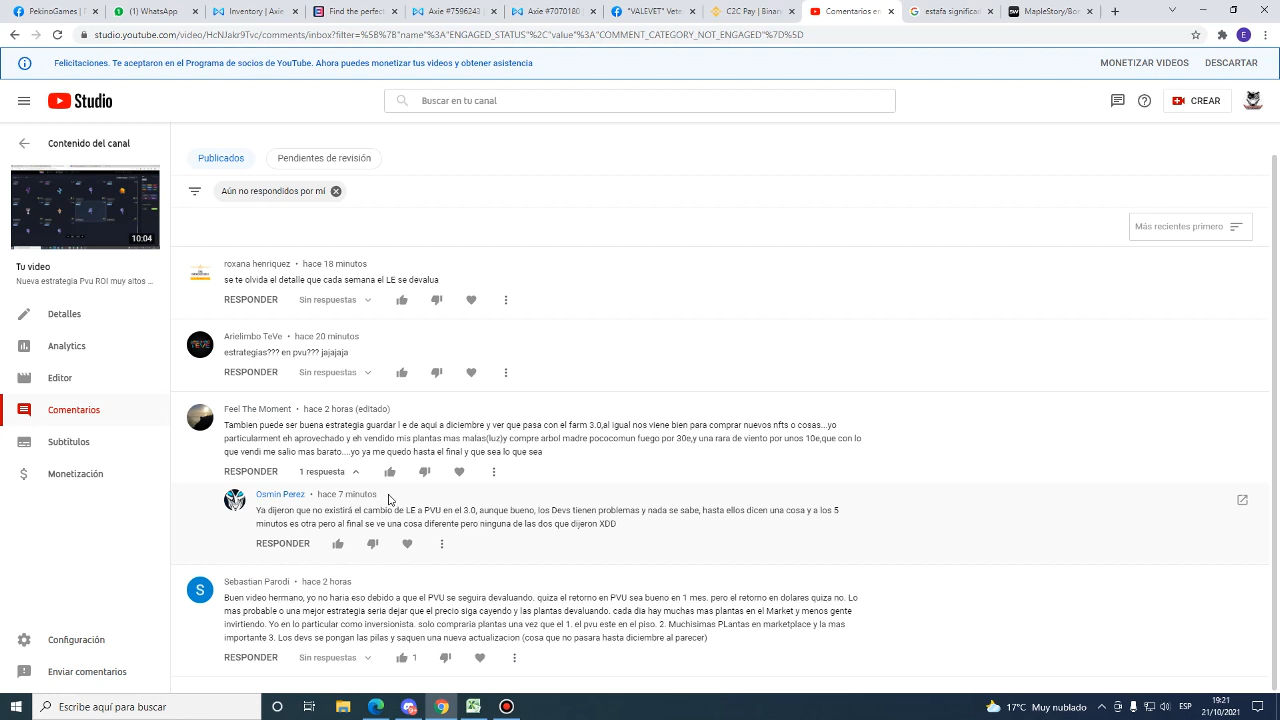 PekinoGames | F
(1) WhatsApp
Inventory | Axie
Find the perfect
Axie #7596243 |
Axie #7070180 |
"VALEVET" Vete
C2C Pay | Binan
Comentarios en
estafa significad
MapleStory/Bow
studio.youtube.com/video/HcNJakr9Tvc/comments/inbox?filter=%5B%7B"name"%3A"ENGAGED_STATUS"%2C"value"%3A"COMMENT_CATEGORY_NOT_ENGAGED"%7D%5D
E
Felicitaciones. Te aceptaron en el Programa de socios de YouTube. Ahora puedes monetizar tus videos y obtener asistencia
MONETIZAR VIDEOS
DESCARTAR
Studio
Buscar en tu canal
CREAR
Contenido del canal
10:04
Tu video
Nueva estrategia Pvu ROI muy altos ...
Detalles
Analytics
Editor
Comentarios
Subtítulos
Monetización
Configuración
Enviar comentarios
Publicados
Pendientes de revisión
Aún no respondidos por mí
Más recientes primero
roxana henriquez • hace 18 minutos
se te olvida el detalle que cada semana el LE se devalua
RESPONDER Sin respuestas
Arielimbo TeVe • hace 20 minutos
estrategias??? en pvu??? jajajaja
RESPONDER Sin respuestas
Feel The Moment • hace 2 horas (editado)
Tambien puede ser buena estrategia guardar l e de aqui a diciembre y ver que pasa con el farm 3.0,al igual nos viene bien para comprar nuevos nfts o cosas...yo
particularment eh aprovechado y eh vendido mis plantas mas malas(luz)y compre arbol madre pococomun fuego por 30e,y una rara de viento por unos 10e,que con lo
que vendi me salio mas barato....yo ya me quedo hasta el final y que sea lo que sea
RESPONDER 1 respuesta
Osmin Perez • hace 7 minutos
Ya dijeron que no existirá el cambio de LE a PVU en el 3.0, aunque bueno, los Devs tienen problemas y nada se sabe, hasta ellos dicen una cosa y a los 5
minutos es otra pero al final se ve una cosa diferente pero ninguna de las dos que dijeron XDD
RESPONDER
S
Sebastian Parodi • hace 2 horas
Buen video hermano, yo no haria eso debido a que el PVU se seguira devaluando. quiza el retorno en PVU sea bueno en 1 mes. pero el retorno en dolares quiza no. Lo
mas probable o una mejor estrategia seria dejar que el precio siga cayendo y las plantas devaluando. cada dia hay muchas mas plantas en el Market y menos gente
invirtiendo. Yo en lo particular como inversionista. solo compraria plantas una vez que el 1. el pvu este en el piso. 2. Muchisimas PLantas en marketplace y la mas
importante 3. Los devs se pongan las pilas y saquen una nueva actualizacion (cosa que no pasara hasta diciembre al parecer)
RESPONDER Sin respuestas 1
Escribe aquí para buscar
17°C Muy nublado
ESP
19:21
21/10/2021